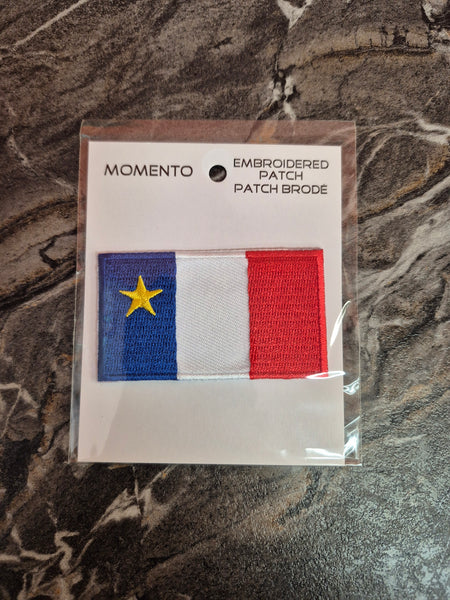 MOMENTO
EMBROIDERED
PATCH
PATCH BRODÉ